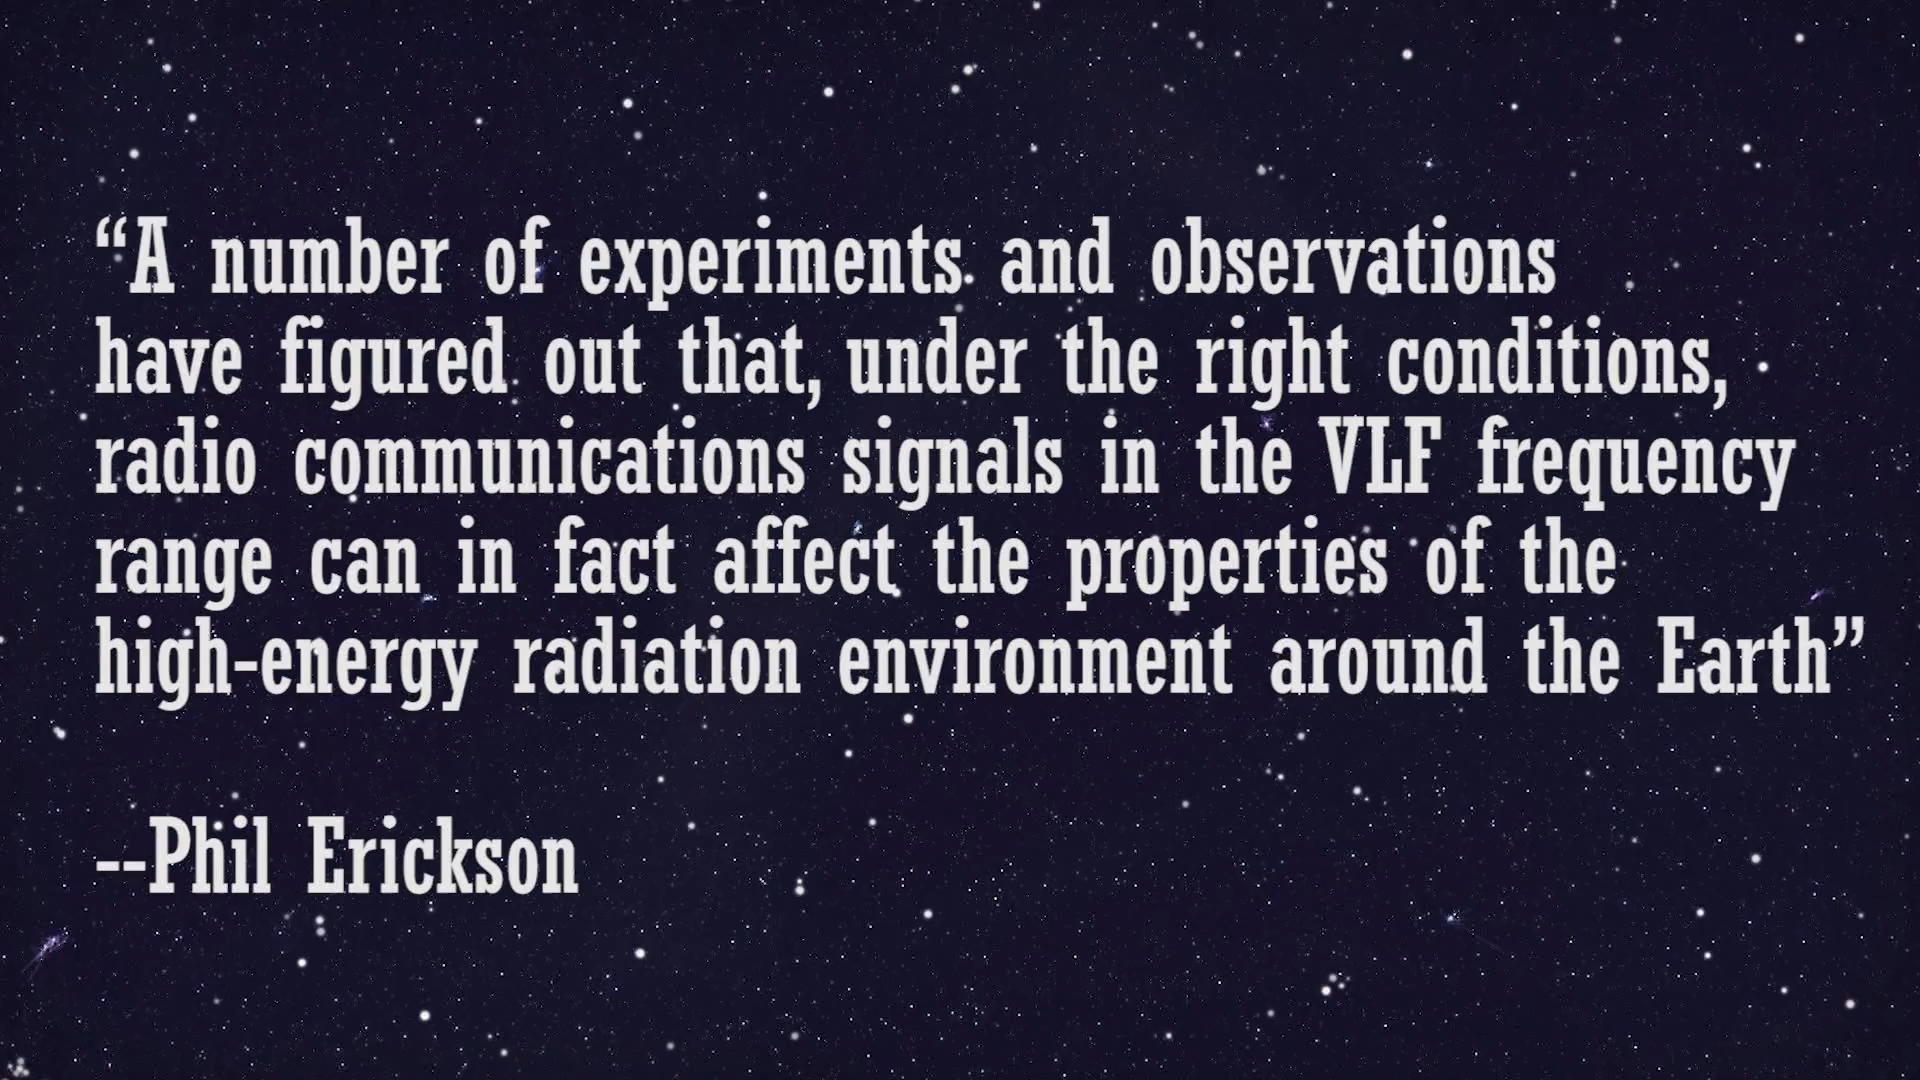 “A number of experiments and observations
have figured out that, under the right conditions,
radio communications signals in the VLF frequency
range can in fact affect the properties of the
high-energy radiation environment around the Earth”
--Phil Erickson